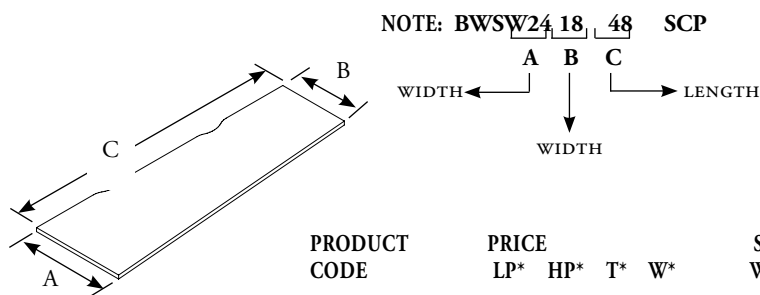 NOTE: BWSW24 18 48 SCP
A B C
WIDTH LENGTH
WIDTH
B
C
A
PRODUCT PRICE
CODE LP* HP* T* W*